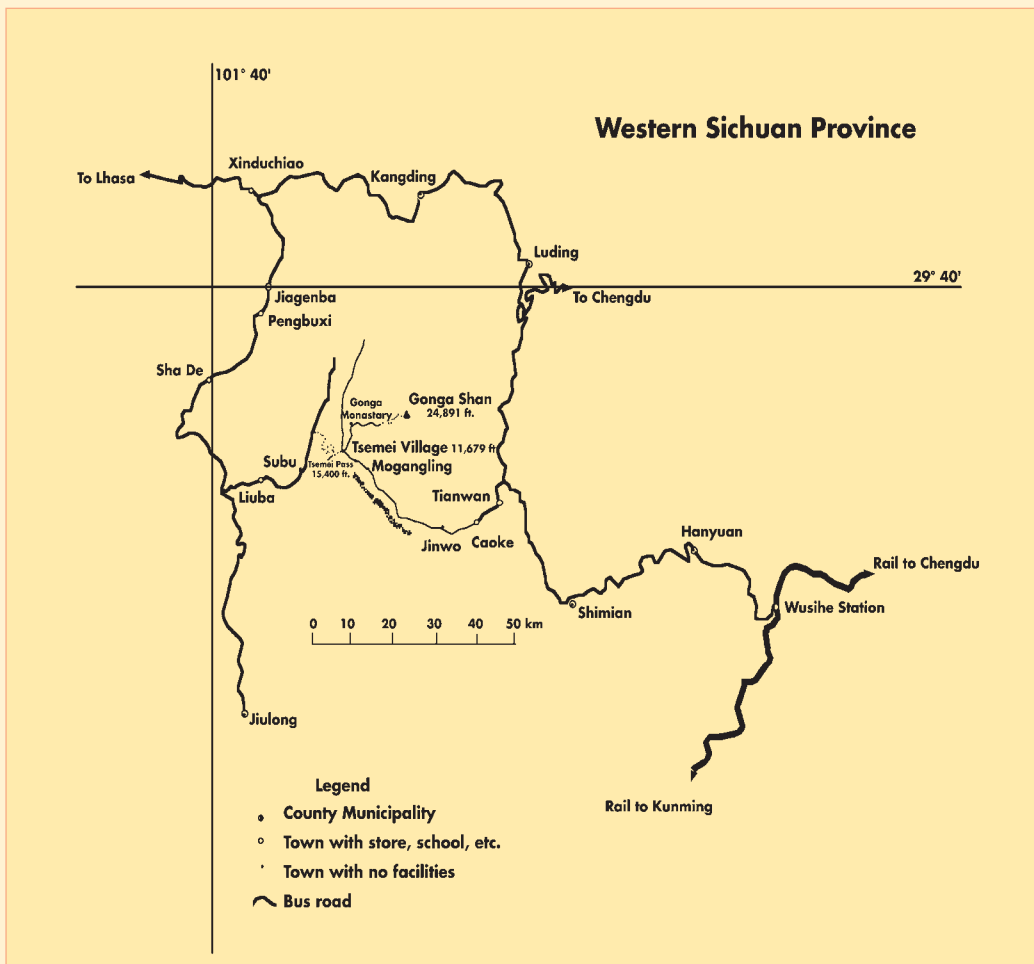 101° 40'
Western Sichuan Province
Xinduchiao
To Lhasa
Kangding
Luding
29° 40'
To Chengdu
Jiagenba
Pengbuxi
Sha De
Gonga
Monastary
Gonga Shan
24,891 ft.
Tsemei Village 11,679 ft
Subu
Tsemei Pass
15,400 ft.
Mogangling
Liuba
Tianwan
Jinwo
Caoke
Hanyuan
Rail to Chengdu
Shimian
Wusihe Station
0 10 20 30 40 50 km
Jiulong
Legend
County Municipality
Town with store, school, etc.
Town with no facilities
Bus road
Rail to Kunming